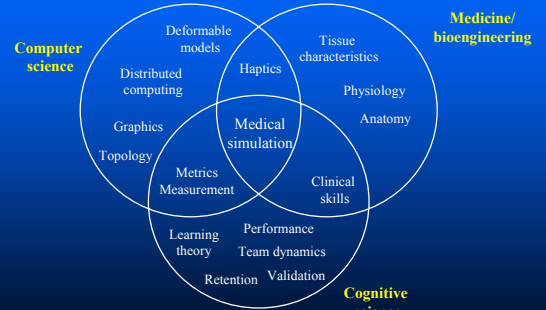 Medicine/
bioengineering
Computer
science
Deformable
models
Tissue
characteristics
Haptics
Distributed
computing
Physiology
Anatomy
Graphics
Medical
simulation
Topology
Metrics
Measurement
Clinical
skills
Learning
theory
Performance
Team dynamics
Retention
Validation
Cognitive